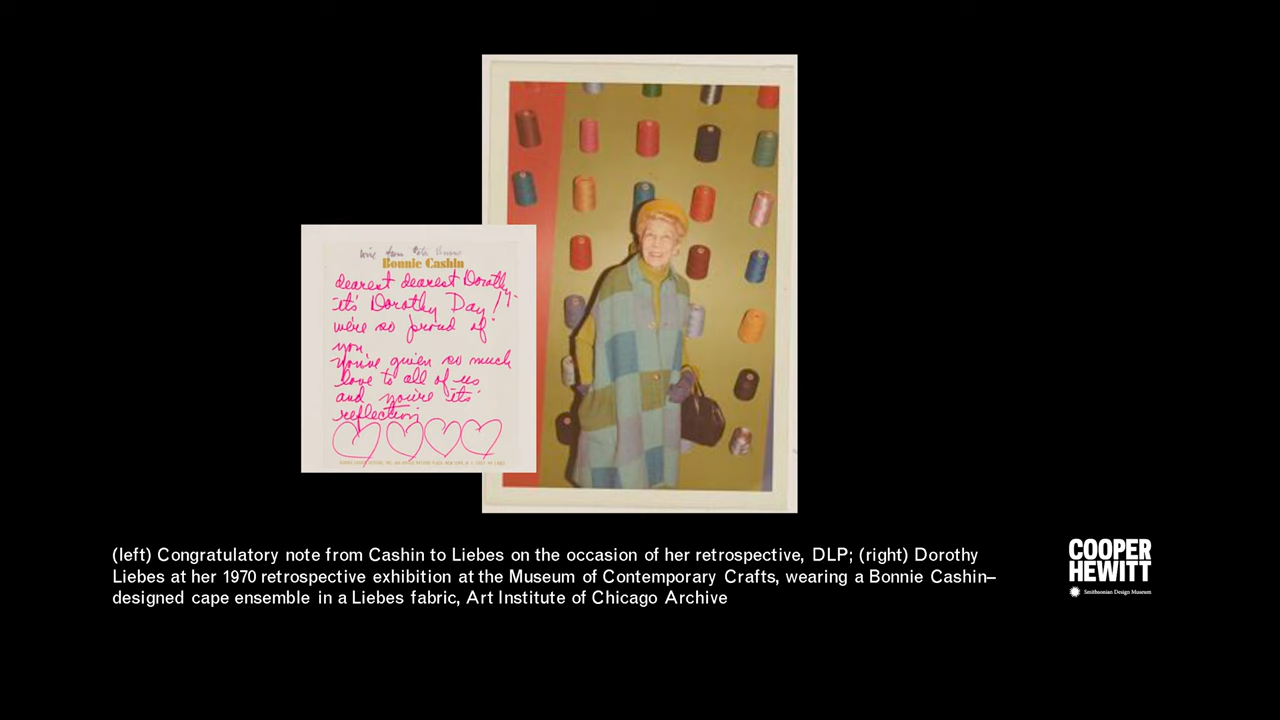 Bonnie Cashin
dearest dearest Dorothy-
it's Dorothy Day!
we're so proud of
you
you've given so much
love to all of us
and you're its
reflection
(left) Congratulatory note from Cashin to Liebes on the occasion of her retrospective, DLP; (right) Dorothy
Liebes at her 1970 retrospective exhibition at the Museum of Contemporary Crafts, wearing a Bonnie Cashin–
designed cape ensemble in a Liebes fabric, Art Institute of Chicago Archive
COOPER
HEWITT
Smithsonian Design Museum